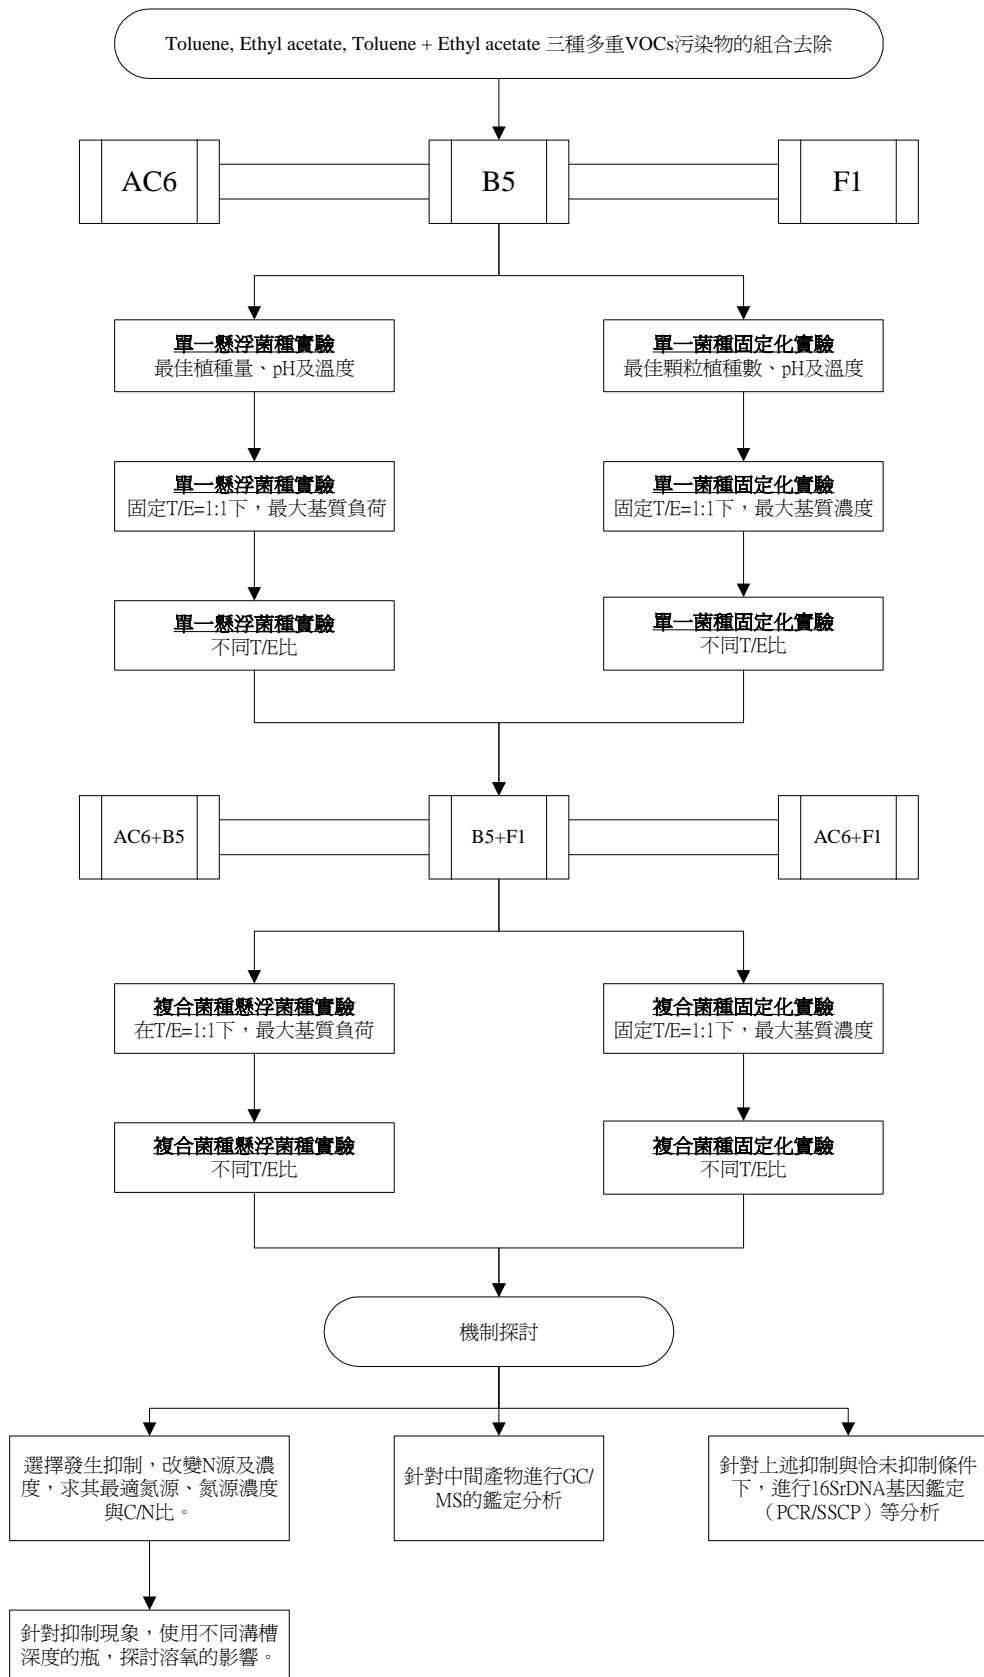 Toluene, Ethyl acetate, Toluene + Ethyl acetate 三種多重VOCs污染物的組合去除
AC6
B5
F1
單一懸浮菌種實驗
最佳植種量、pH及溫度
單一菌種固定化實驗
最佳顆粒植種數、pH及溫度
單一懸浮菌種實驗
固定T/E=1:1下，最大基質負荷
單一菌種固定化實驗
固定T/E=1:1下，最大基質濃度
單一懸浮菌種實驗
不同T/E比
單一菌種固定化實驗
不同T/E比
AC6+B5
B5+F1
AC6+F1
複合菌種懸浮菌種實驗
在T/E=1:1下，最大基質負荷
複合菌種固定化實驗
固定T/E=1:1下，最大基質濃度
複合菌種懸浮菌種實驗
不同T/E比
複合菌種固定化實驗
不同T/E比
機制探討
選擇發生抑制，改變N源及濃
度，求其最適氮源、氮源濃度
與C/N比。
針對中間產物進行GC/
MS的鑑定分析
針對上述抑制與恰未抑制條件
下，進行16SrDNA基因鑑定
（PCR/SSCP）等分析
針對抑制現象，使用不同溝槽
深度的瓶，探討溶氧的影響。